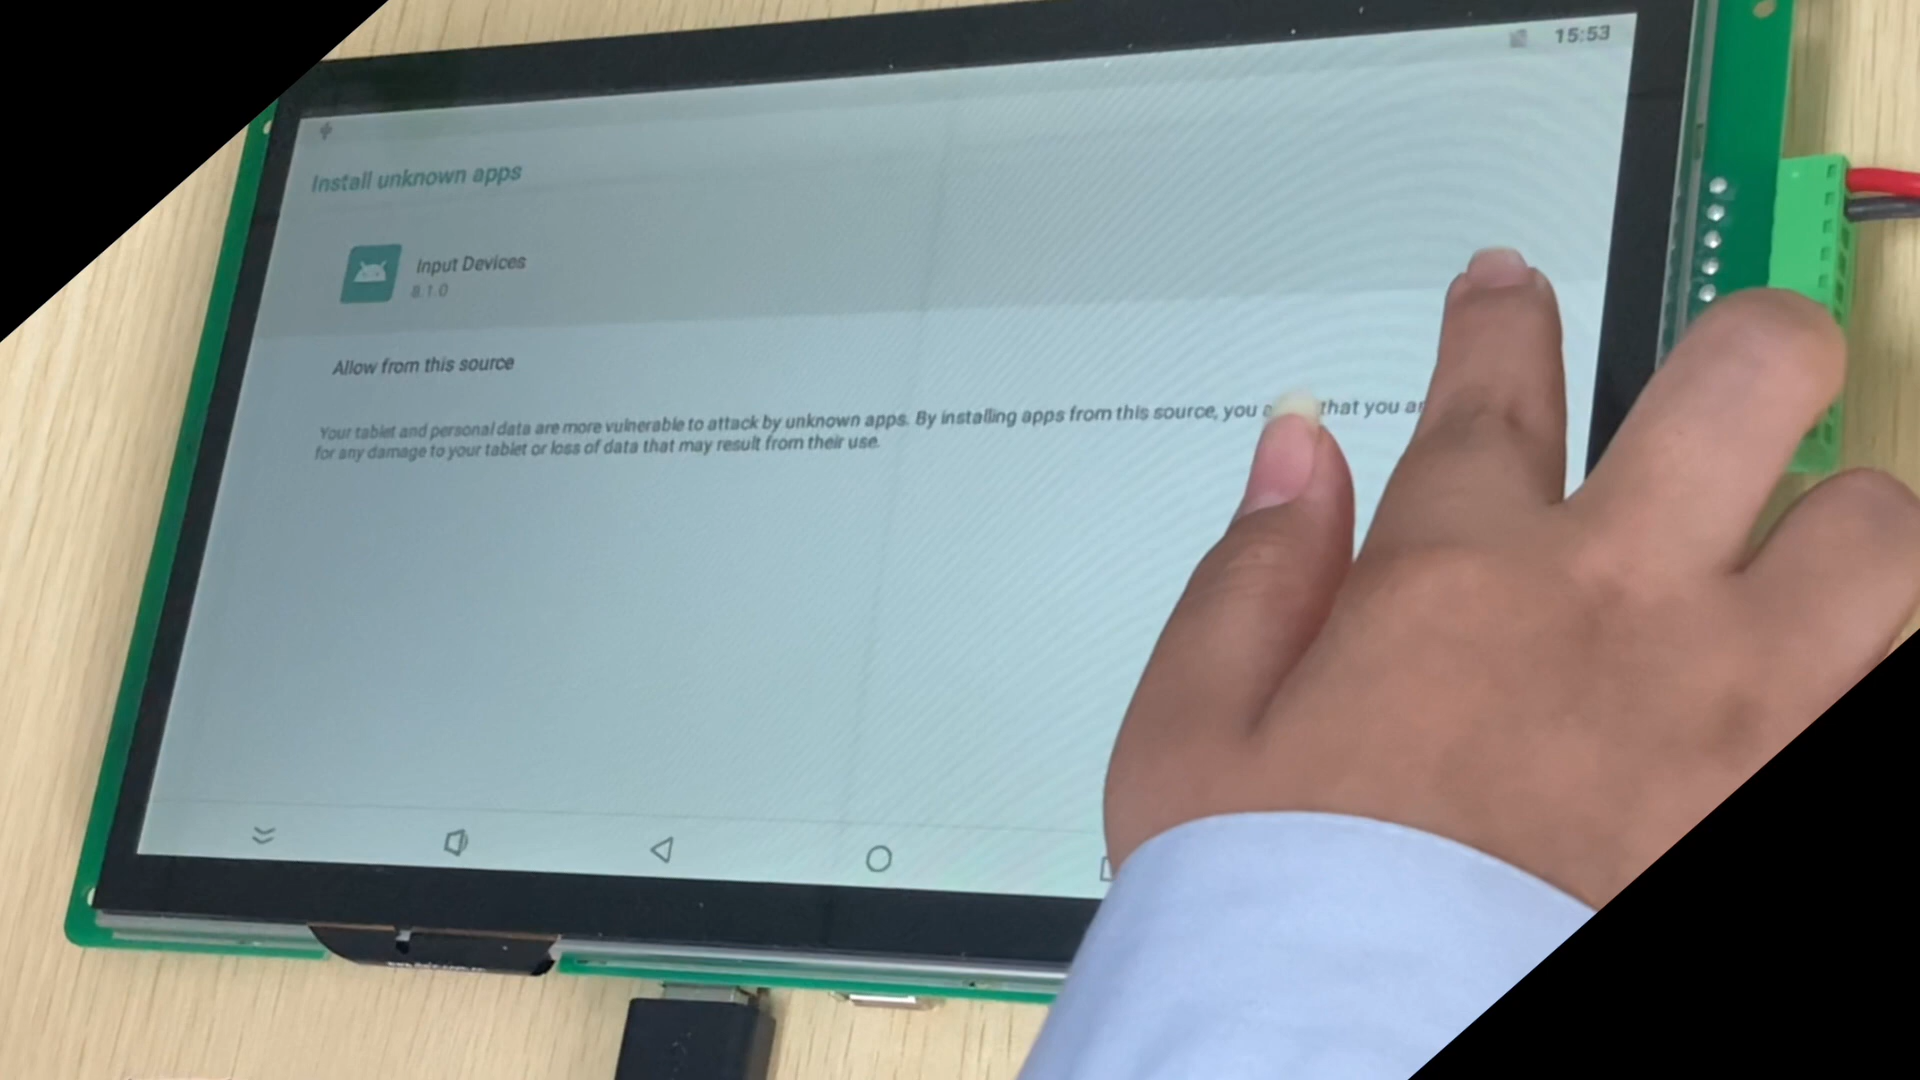 15:53
Install unknown apps
Input Devices
8.1.0
Allow from this source
Your tablet and personal data are more vulnerable to attack by unknown apps. By installing apps from this source, you that you
for any damage to your tablet or loss of data that may result from their use.